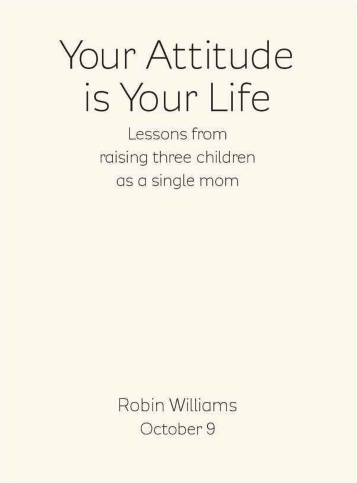 Your Attitude
is Your Life
Lessons from
raising three children
as a single mom
Robin Williams
October 9